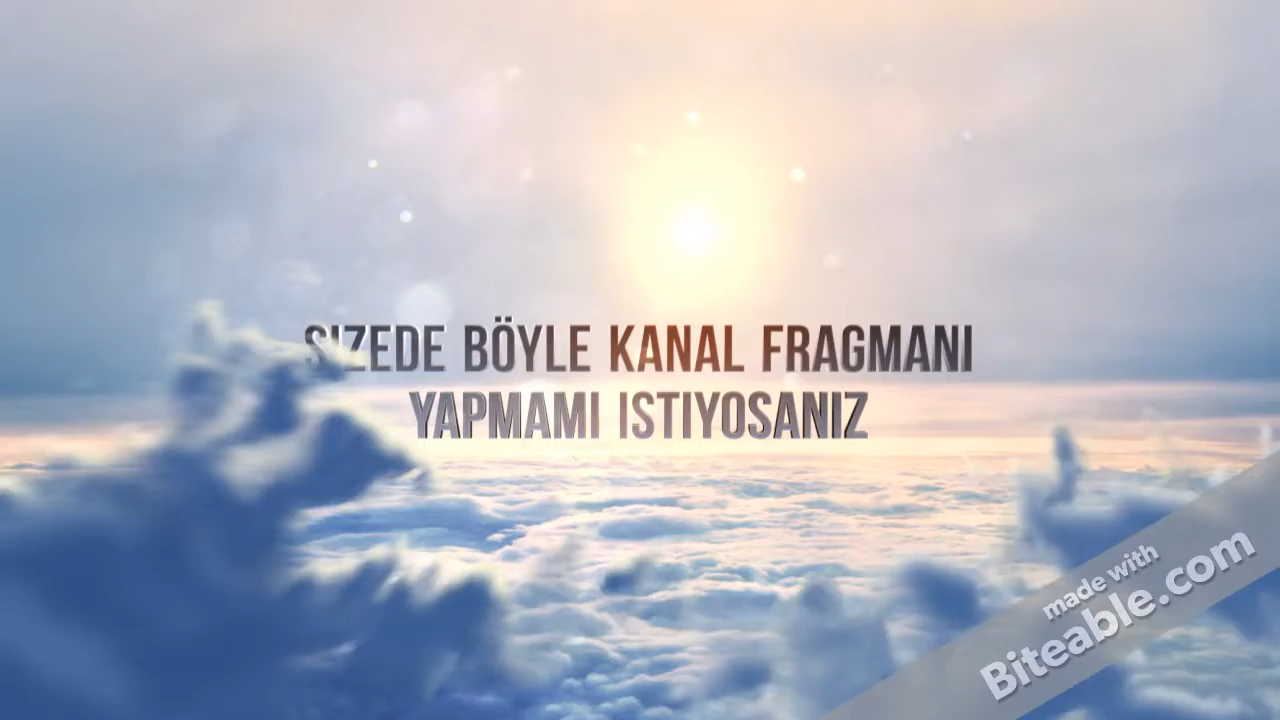 SIZEDE BÖYLE KANAL FRAGMANI
YAPMAMI ISTIYOSANIZ
made with
Biteable.com